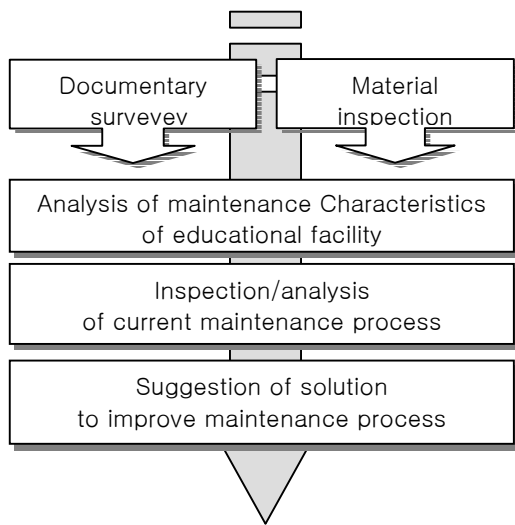 Documentary
surveyey
Material
inspection
Analysis of maintenance Characteristics
of educational facility
Inspection/analysis
of current maintenance process
Suggestion of solution
to improve maintenance process